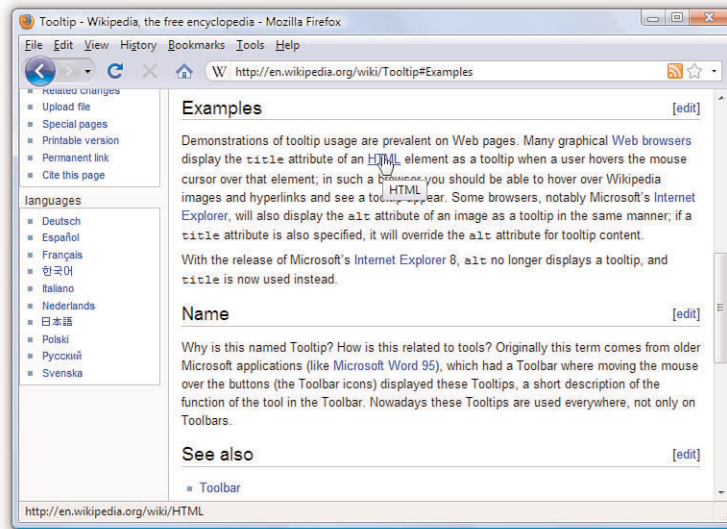 Tooltip - Wikipedia, the free encyclopedia - Mozilla Firefox
File Edit View History Bookmarks Tools Help
W http://en.wikipedia.org/wiki/Tooltip#Examples
Related changes
Upload file
Special pages
Printable version
Permanent link
Cite this page
languages
Deutsch
Español
Français
한국어
Italiano
Nederlands
日本語
Polski
Русский
Svenska
Examples [edit]
Demonstrations of tooltip usage are prevalent on Web pages. Many graphical Web browsers
display the title attribute of an HTML element as a tooltip when a user hovers the mouse
cursor over that element; in such a browser you should be able to hover over Wikipedia
HTML
images and hyperlinks and see a tooltip appear. Some browsers, notably Microsoft's Internet
Explorer, will also display the alt attribute of an image as a tooltip in the same manner; if a
title attribute is also specified, it will override the alt attribute for tooltip content.
With the release of Microsoft's Internet Explorer 8, alt no longer displays a tooltip, and
title is now used instead.
Name [edit]
Why is this named Tooltip? How is this related to tools? Originally this term comes from older
Microsoft applications (like Microsoft Word 95), which had a Toolbar where moving the mouse
over the buttons (the Toolbar icons) displayed these Tooltips, a short description of the
function of the tool in the Toolbar. Nowadays these Tooltips are used everywhere, not only on
Toolbars.
See also [edit]
Toolbar
http://en.wikipedia.org/wiki/HTML